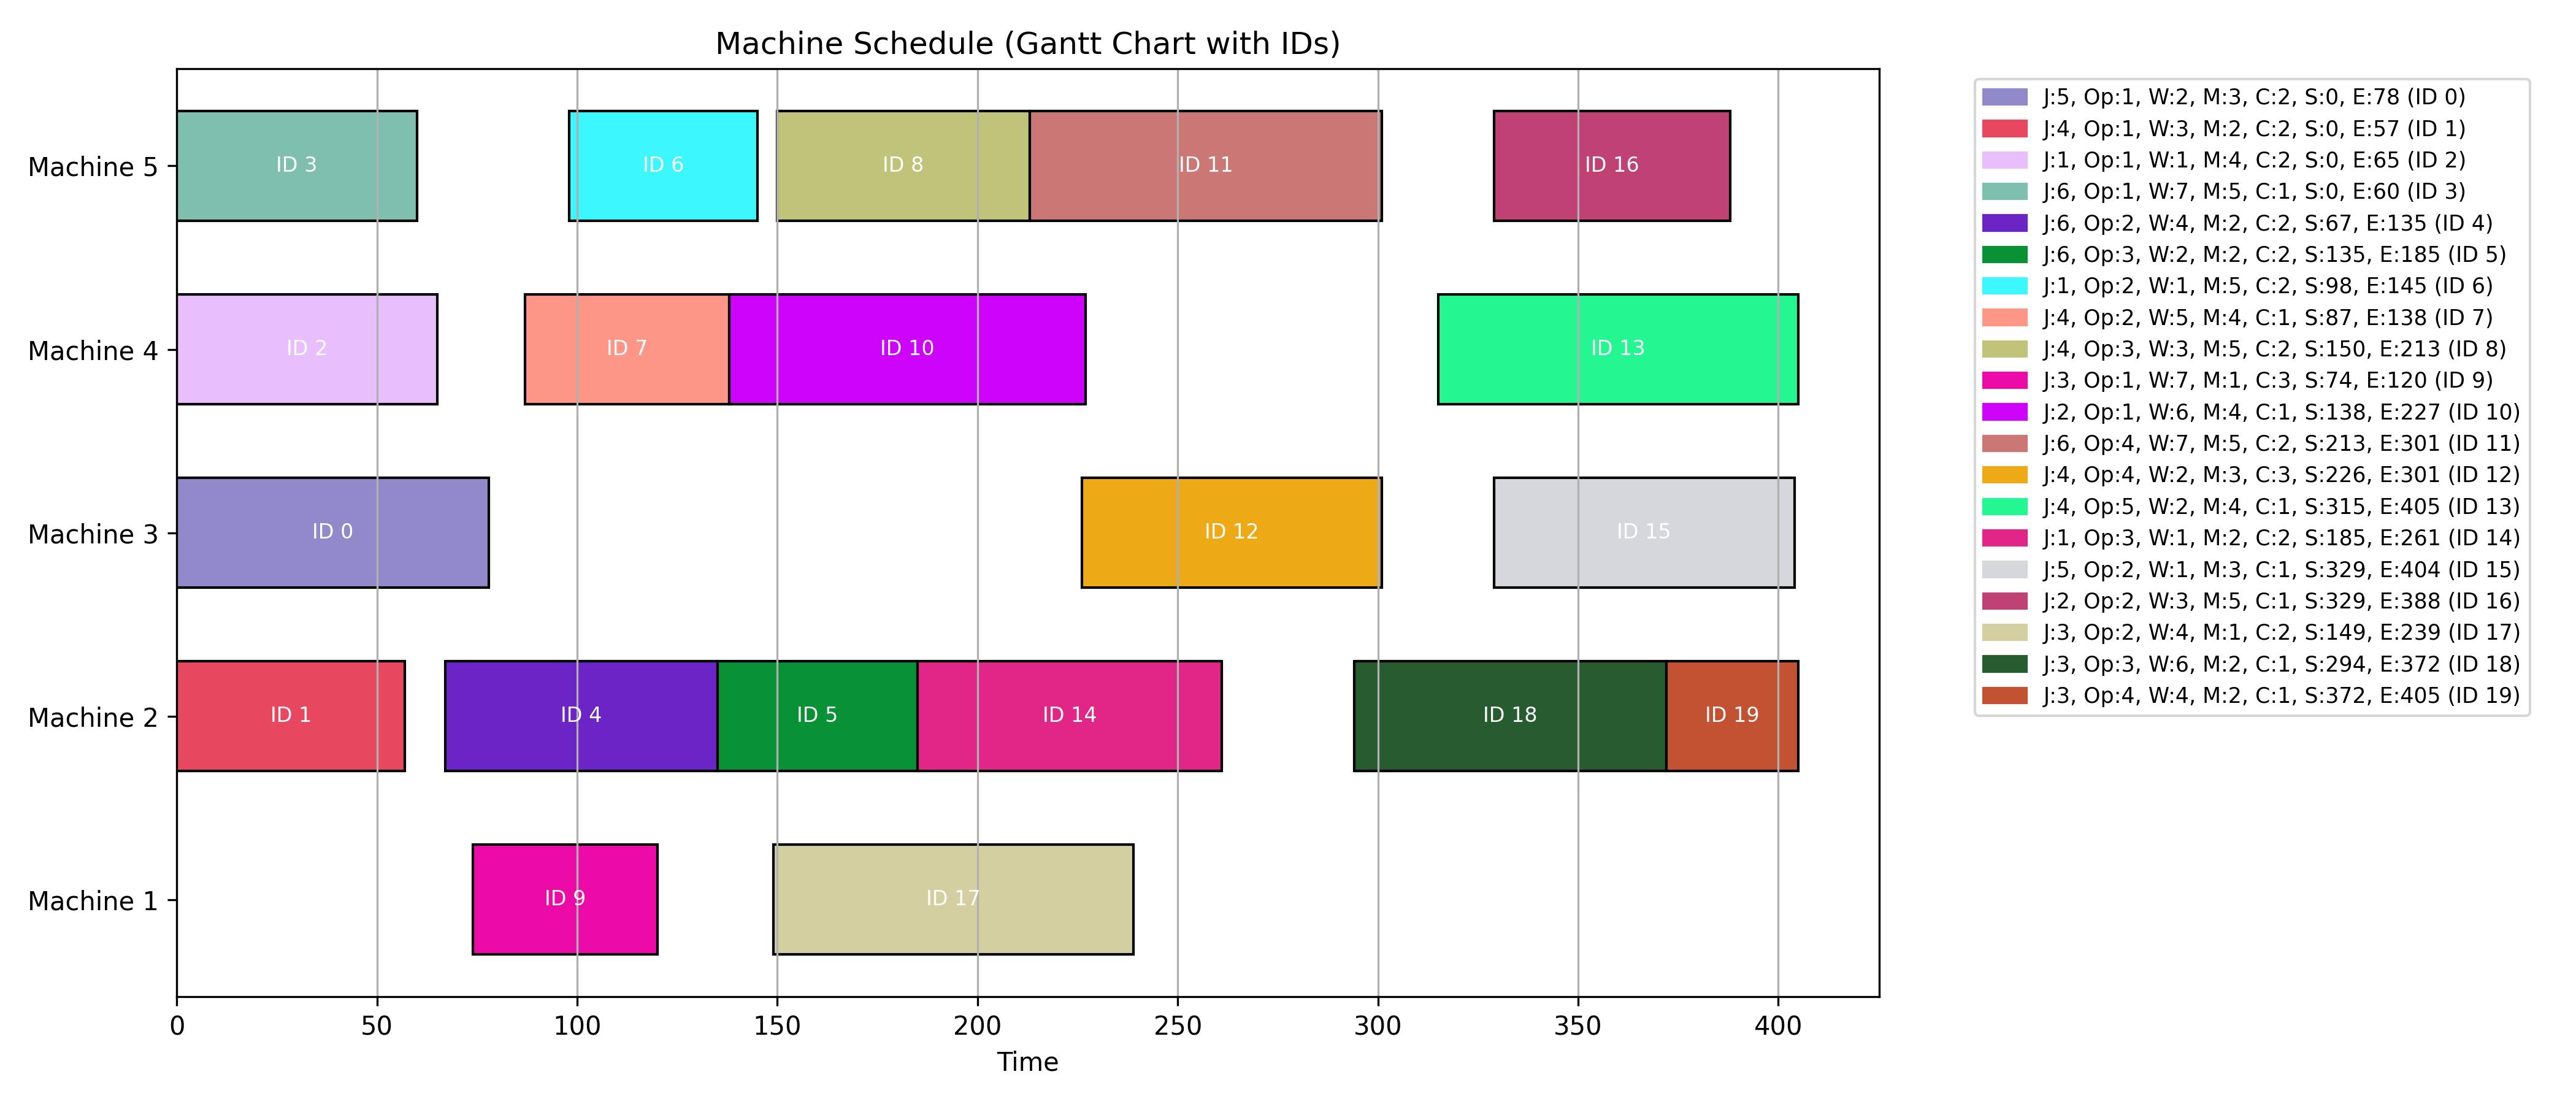 Machine Schedule (Gantt Chart with IDs)
Machine 5
ID 3
ID 6
ID 8
ID 11
ID 16
Machine 4
ID 2
ID 7
ID 10
ID 13
Machine 3
ID 0
ID 12
ID 15
Machine 2
ID 1
ID 4
ID 5
ID 14
ID 18
ID 19
Machine 1
ID 9
ID 17
0
50
100
150
200
250
300
350
400
Time
J:5, Op:1, W:2, M:3, C:2, S:0, E:78 (ID 0)
J:4, Op:1, W:3, M:2, C:2, S:0, E:57 (ID 1)
J:1, Op:1, W:1, M:4, C:2, S:0, E:65 (ID 2)
J:6, Op:1, W:7, M:5, C:1, S:0, E:60 (ID 3)
J:6, Op:2, W:4, M:2, C:2, S:67, E:135 (ID 4)
J:6, Op:3, W:2, M:2, C:2, S:135, E:185 (ID 5)
J:1, Op:2, W:1, M:5, C:2, S:98, E:145 (ID 6)
J:4, Op:2, W:5, M:4, C:1, S:87, E:138 (ID 7)
J:4, Op:3, W:3, M:5, C:2, S:150, E:213 (ID 8)
J:3, Op:1, W:7, M:1, C:3, S:74, E:120 (ID 9)
J:2, Op:1, W:6, M:4, C:1, S:138, E:227 (ID 10)
J:6, Op:4, W:7, M:5, C:2, S:213, E:301 (ID 11)
J:4, Op:4, W:2, M:3, C:3, S:226, E:301 (ID 12)
J:4, Op:5, W:2, M:4, C:1, S:315, E:405 (ID 13)
J:1, Op:3, W:1, M:2, C:2, S:185, E:261 (ID 14)
J:5, Op:2, W:1, M:3, C:1, S:329, E:404 (ID 15)
J:2, Op:2, W:3, M:5, C:1, S:329, E:388 (ID 16)
J:3, Op:2, W:4, M:1, C:2, S:149, E:239 (ID 17)
J:3, Op:3, W:6, M:2, C:1, S:294, E:372 (ID 18)
J:3, Op:4, W:4, M:2, C:1, S:372, E:405 (ID 19)